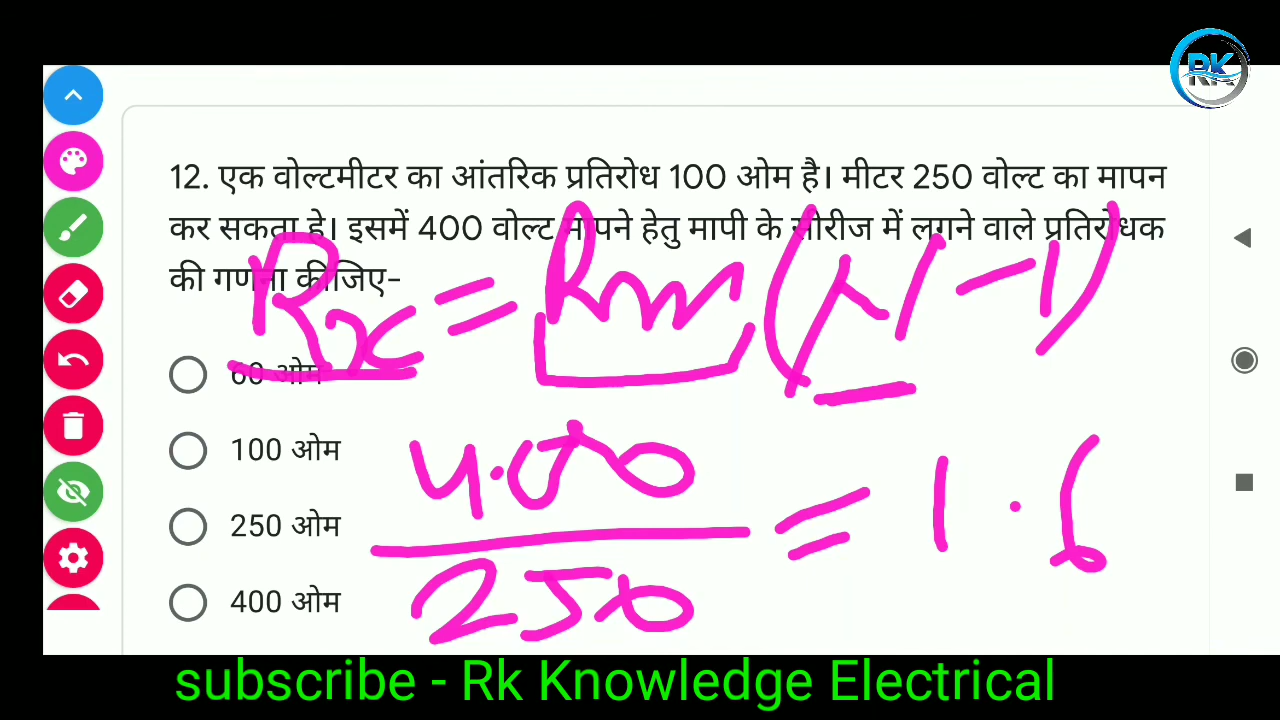 RK
12. एक वोल्टमीटर का आंतरिक प्रतिरोध 100 ओम है। मीटर 250 वोल्ट का मापन
कर सकता हे। इसमें 400 वोल्ट मापने हेतु मापी के सीरीज में लगने वाले प्रतिरोधक
की गणना कीजिए-
Rx = Rm (N-1)
60 ओम
100 ओम
250 ओम
400 ओम
400/250 = 1.6
subscribe - Rk Knowledge Electrical